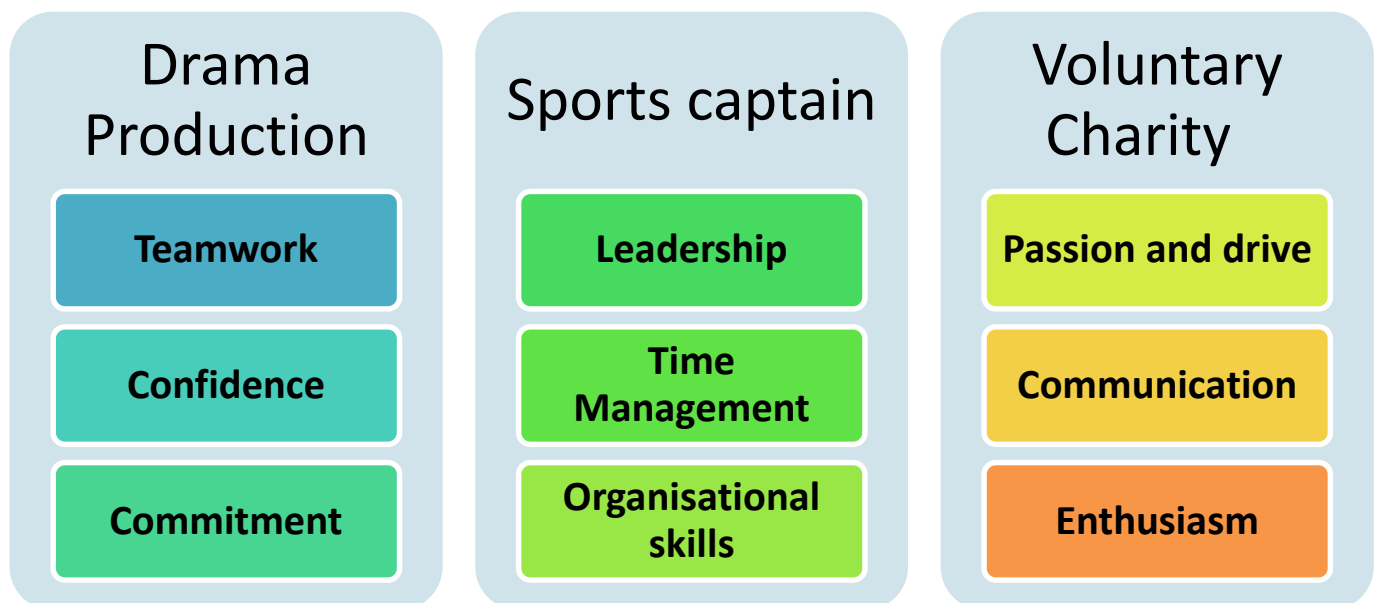 Drama
Production
Teamwork
Confidence
Commitment
Sports captain
Leadership
Time
Management
Organisational
skills
Voluntary
Charity
Passion and drive
Communication
Enthusiasm